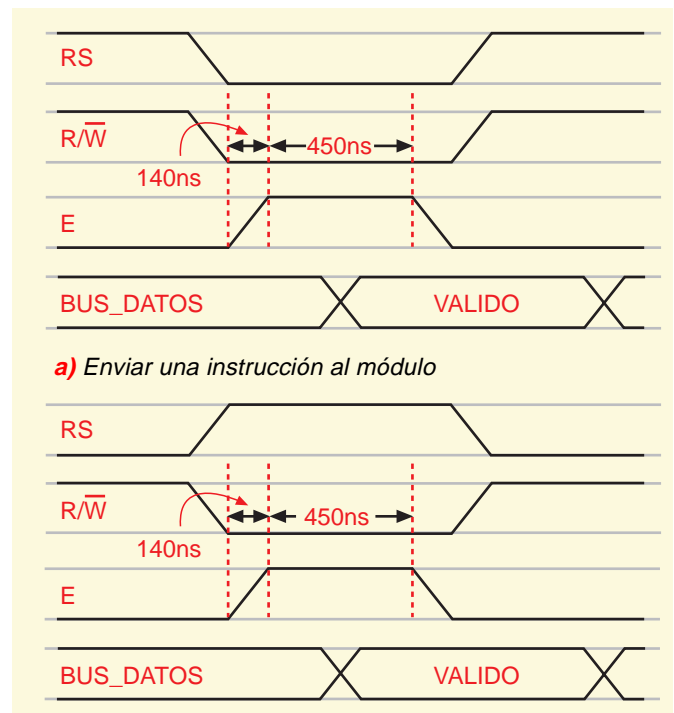 RS
R/W̅
450ns
140ns
E
BUS_DATOS VALIDO
a) Enviar una instrucción al módulo
RS
R/W̅
450ns
140ns
E
BUS_DATOS VALIDO